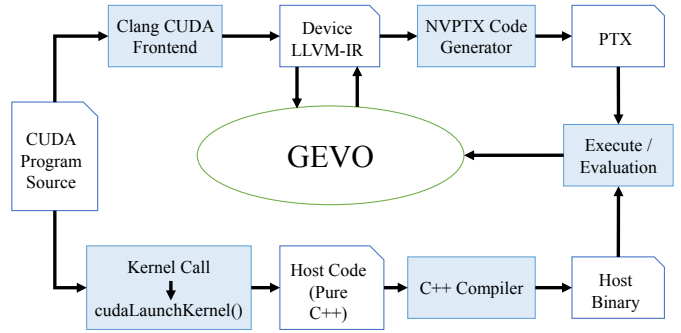 Clang CUDA
Frontend
Device
LLVM-IR
NVPTX Code
Generator
PTX
CUDA
Program
Source
GEVO
Execute /
Evaluation
Kernel Call
cudaLaunchKernel()
Host Code
(Pure
C++)
C++ Compiler
Host
Binary